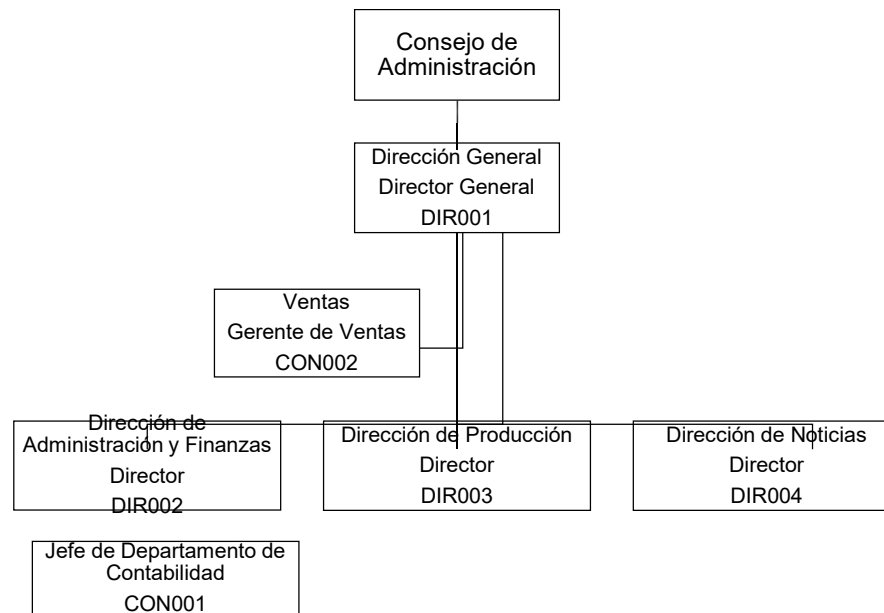 Consejo de
Administración
Dirección General
Director General
DIR001
Ventas
Gerente de Ventas
CON002
Dirección de
Administración y Finanzas
Director
DIR002
Dirección de Producción
Director
DIR003
Dirección de Noticias
Director
DIR004
Jefe de Departamento de
Contabilidad
CON001